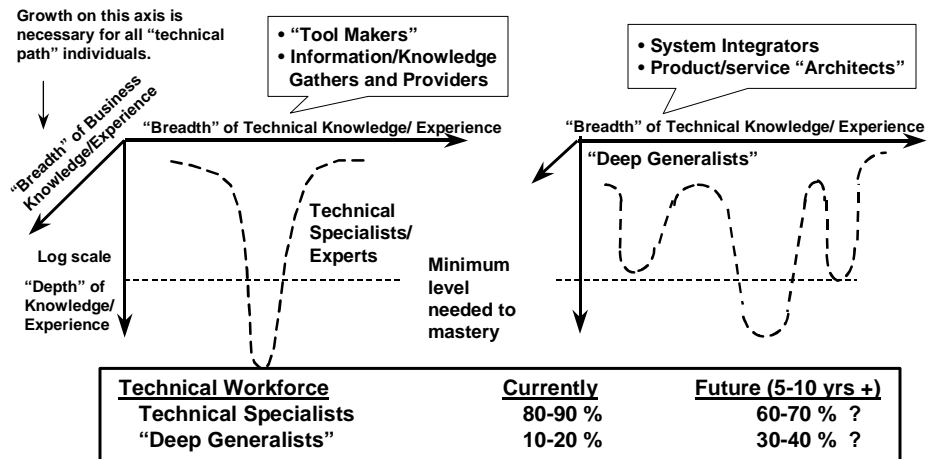 Growth on this axis is
necessary for all “technical
path” individuals.
• “Tool Makers”
• Information/Knowledge
Gathers and Providers
• System Integrators
• Product/service “Architects”
“Breadth” of Business
Knowledge/Experience
“Breadth” of Technical Knowledge/ Experience
“Breadth” of Technical Knowledge/ Experience
“Deep Generalists”
Technical
Specialists/
Experts
Log scale
“Depth” of
Knowledge/
Experience
Minimum
level
needed to
mastery
Technical Workforce Currently Future (5-10 yrs +)
Technical Specialists 80-90 % 60-70 % ?
“Deep Generalists” 10-20 % 30-40 % ?